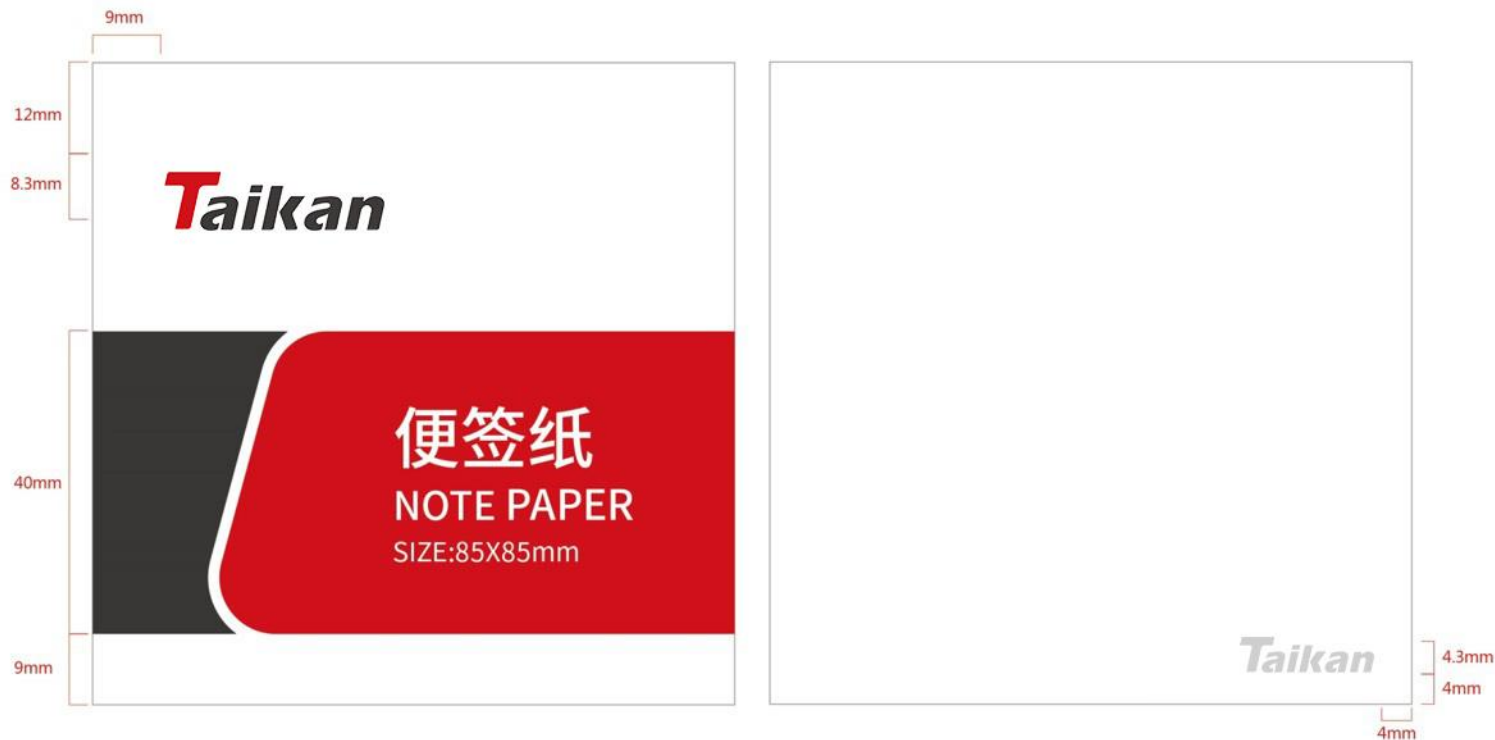 9mm
12mm
8.3mm
Taikan
便签纸
NOTE PAPER
SIZE:85X85mm
40mm
9mm
Taikan
4.3mm
4mm
4mm